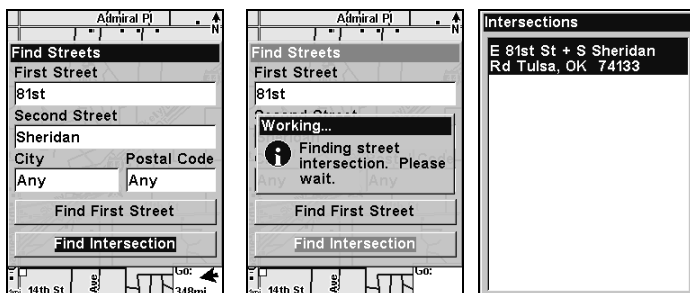 Admiral Pl
N
Find Streets
First Street
81st
Second Street
Sheridan
City Postal Code
Any Any
Find First Street
Find Intersection
14th St
Ave
Go:
348mi
Admiral Pl
N
Find Streets
First Street
81st
Second Street
Working...
Finding street
intersection. Please
wait.
Any Any
Find First Street
Find Intersection
14th St
Ave
Go:
Intersections
E 81st St + S Sheridan
Rd Tulsa, OK 74133